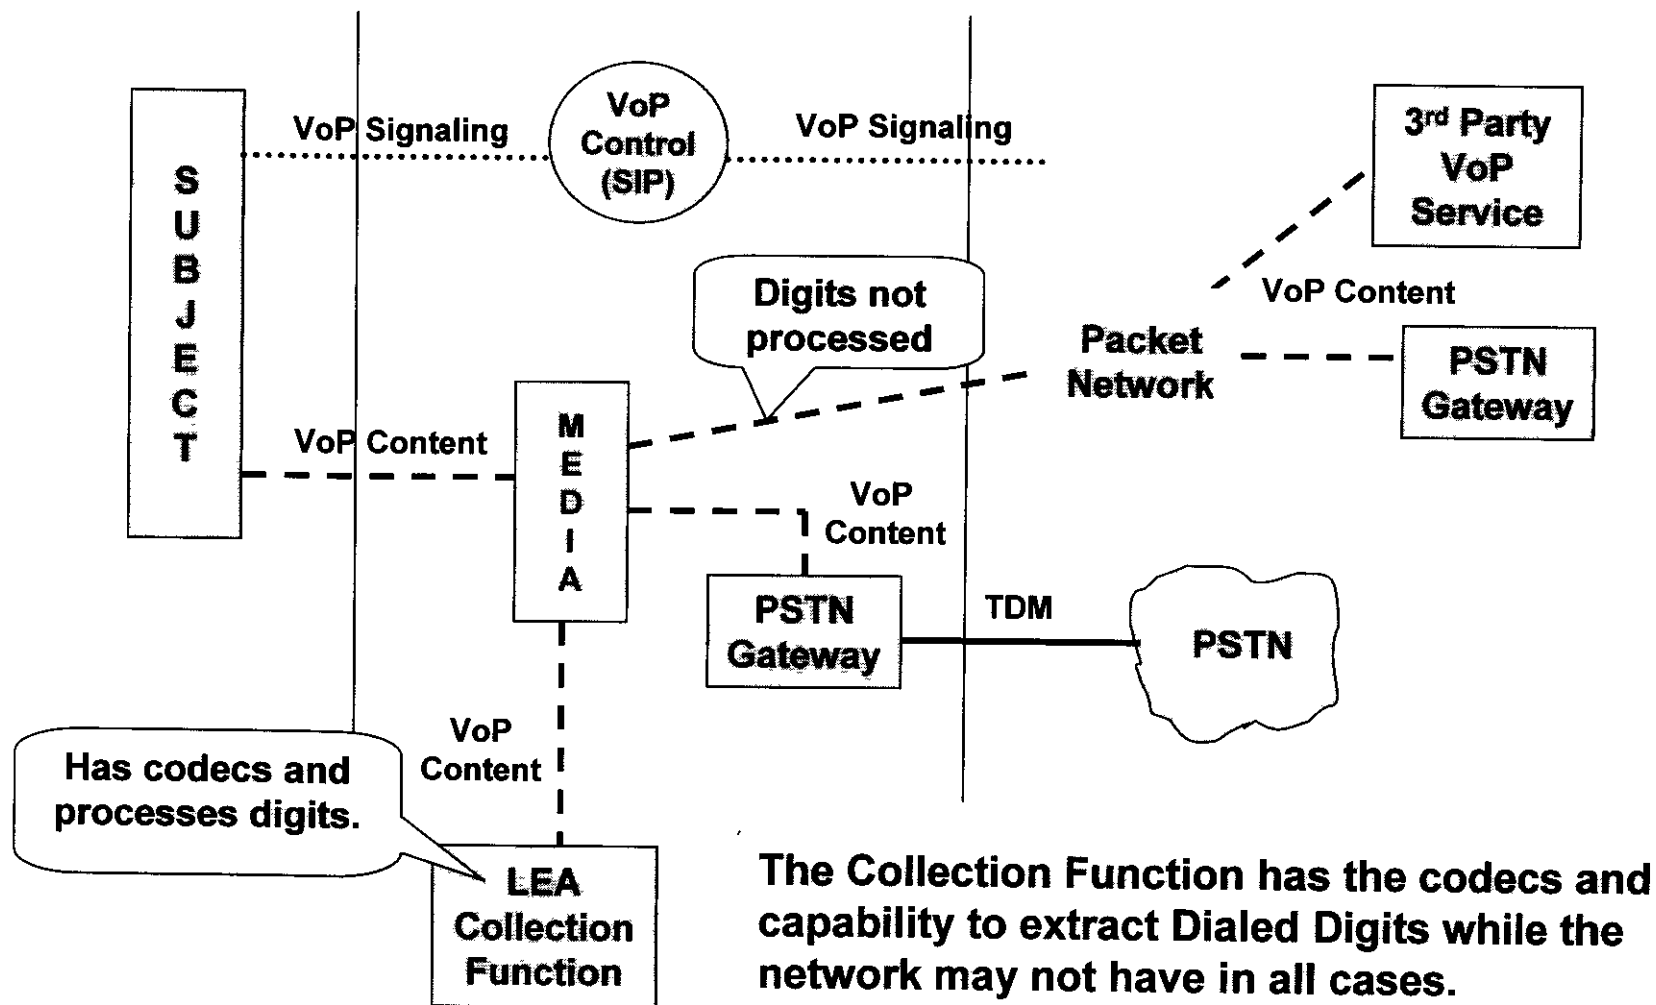 VoP Signaling
VoP
Control
(SIP)
VoP Signaling
3rd Party
VoP
Service
SUBJECT
Digits not
processed
VoP Content
Packet
Network
PSTN
Gateway
VoP Content
MEDIA
VoP
Content
PSTN
Gateway
TDM
PSTN
VoP
Content
Has codecs and
processes digits.
LEA
Collection
Function
The Collection Function has the codecs and
capability to extract Dialed Digits while the
network may not have in all cases.